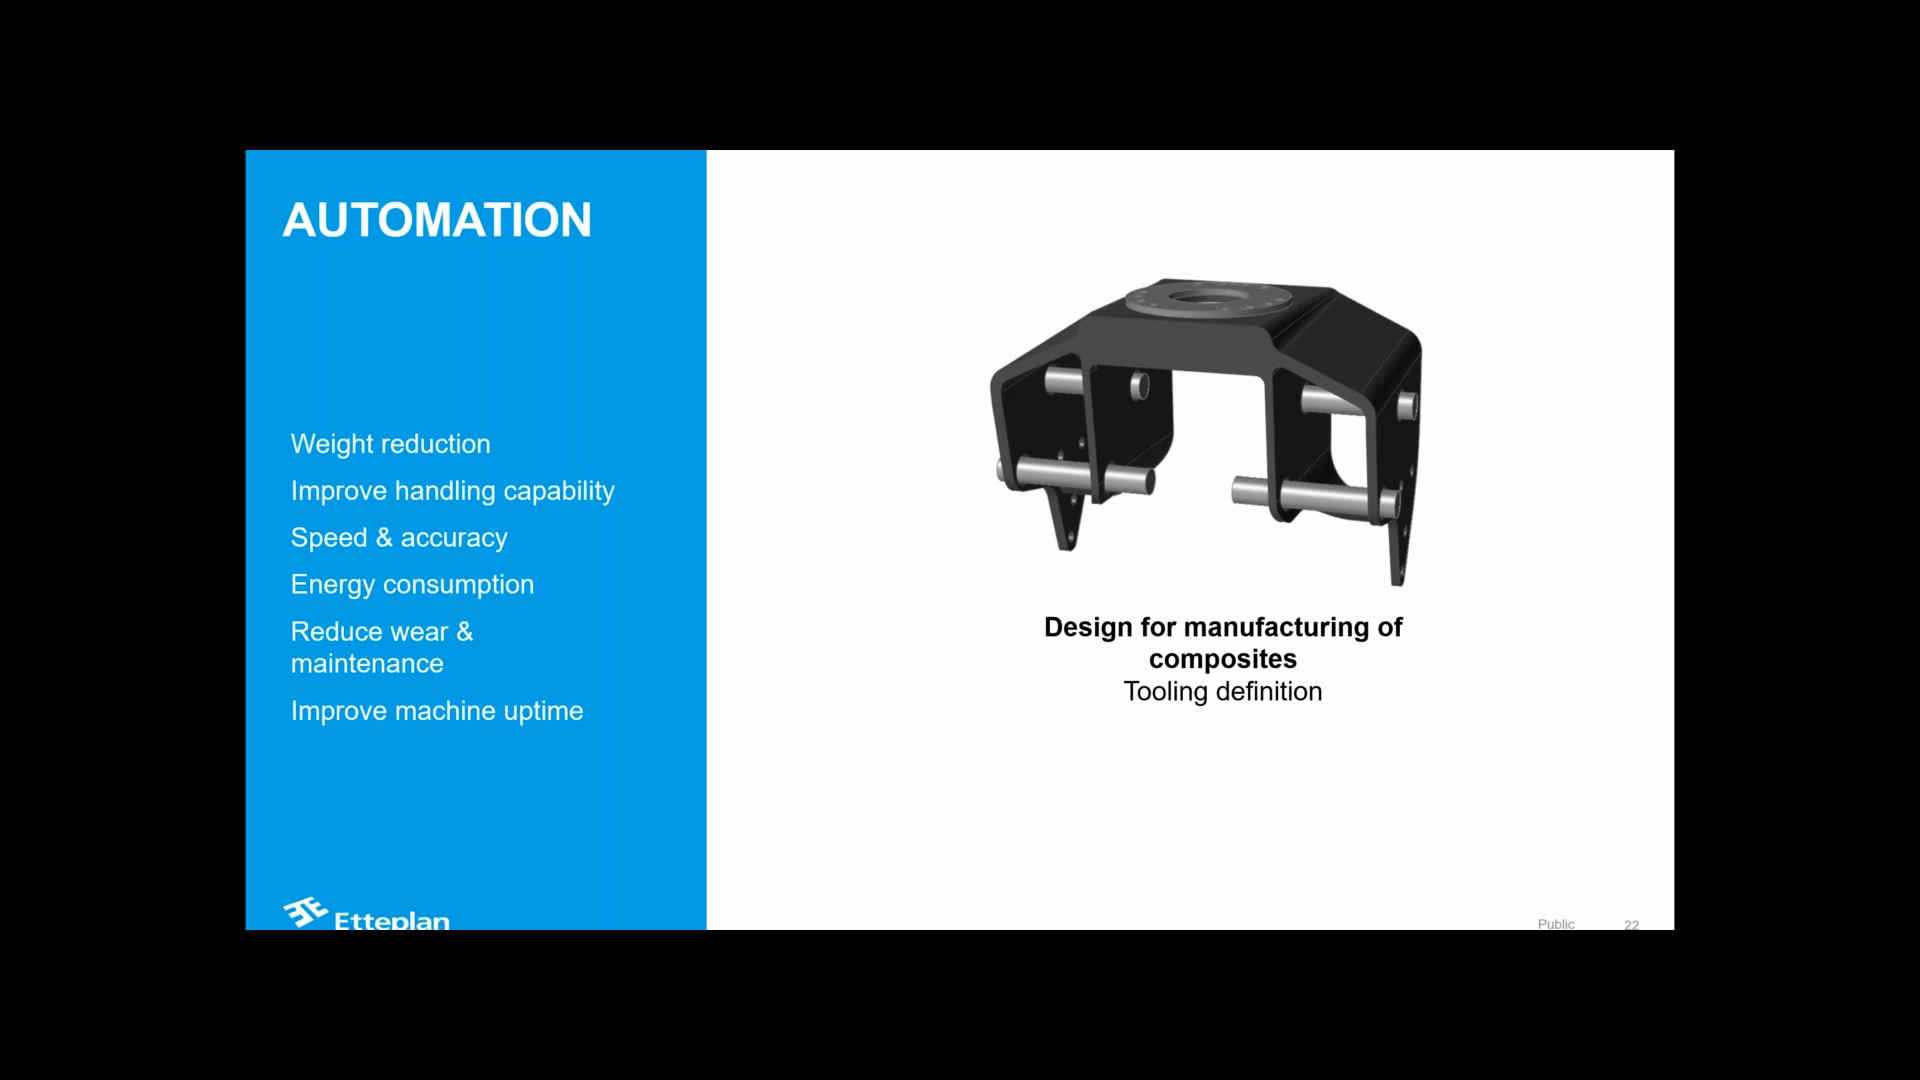 AUTOMATION
Weight reduction
Improve handling capability
Speed & accuracy
Energy consumption
Reduce wear &
maintenance
Improve machine uptime
Etteplan
Design for manufacturing of
composites
Tooling definition
Public 22